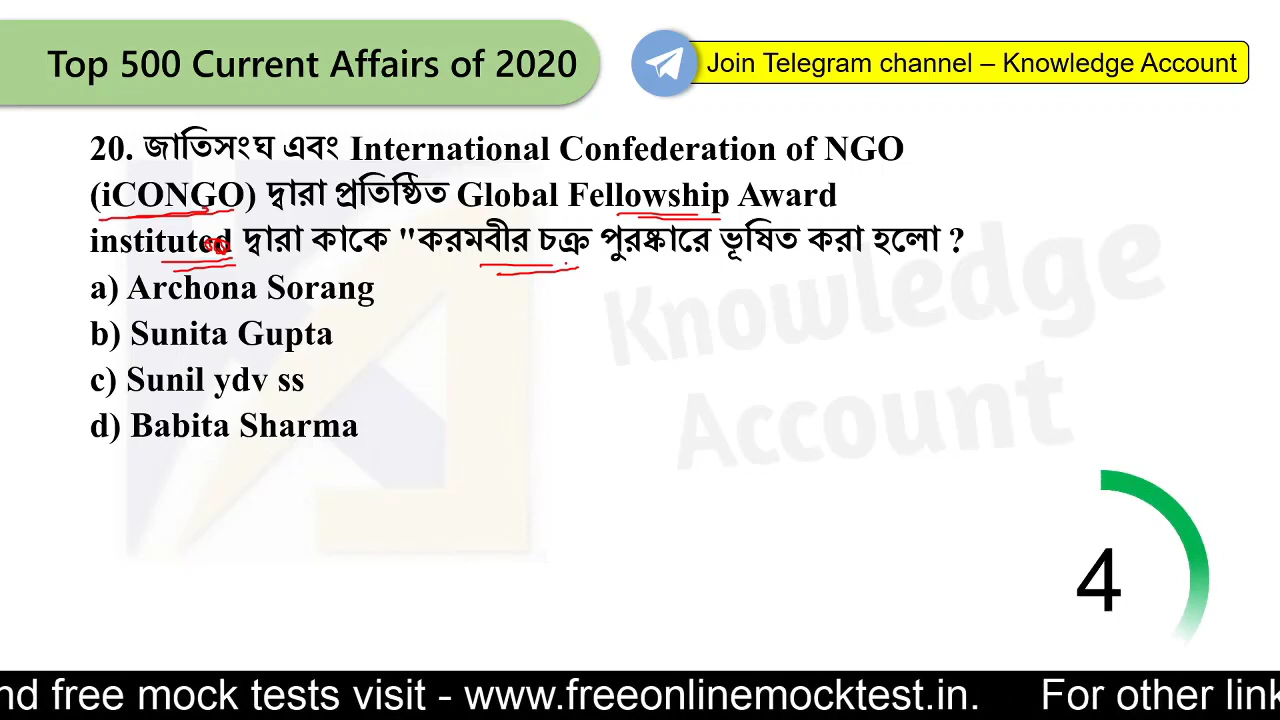 Top 500 Current Affairs of 2020
Join Telegram channel – Knowledge Account
20. জাতিসংঘ এবং International Confederation of NGO
(iCONGO) দ্বারা প্রতিষ্ঠিত Global Fellowship Award
instituted দ্বারা কাকে "করমবীর চক্র পুরষ্কারে ভূষিত করা হলো ?
a) Archona Sorang
b) Sunita Gupta
c) Sunil ydv ss
d) Babita Sharma
Knowledge
Account
4
nd free mock tests visit - www.freeonlinemocktest.in. For other link